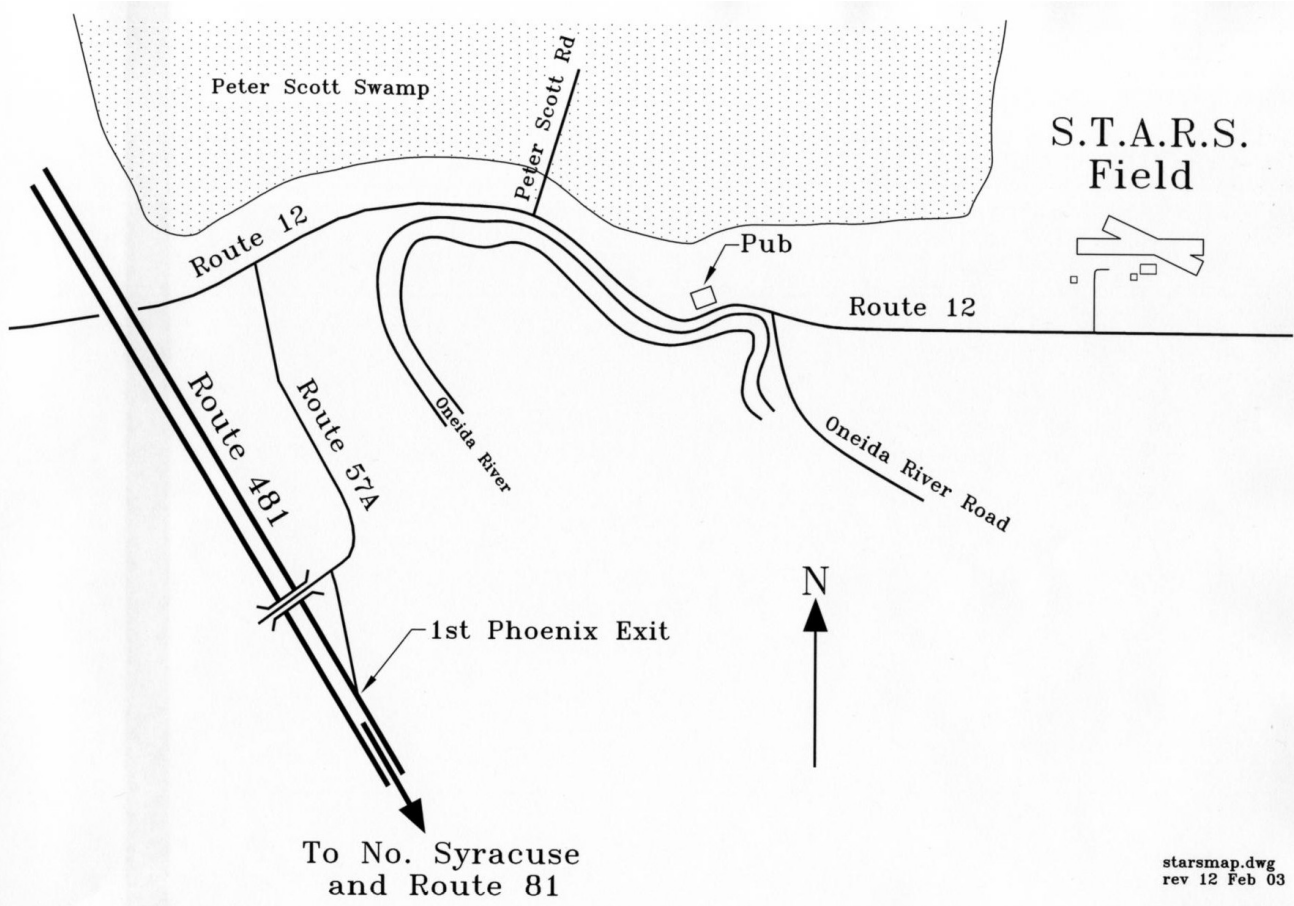 Peter Scott Swamp
Peter Scott Rd
S.T.A.R.S.
Field
Route 12
Pub
Route 12
Route 481
Route 57A
Oneida River
Oneida River Road
N
1st Phoenix Exit
To No. Syracuse
and Route 81
starsmap.dwg
rev 12 Feb 03